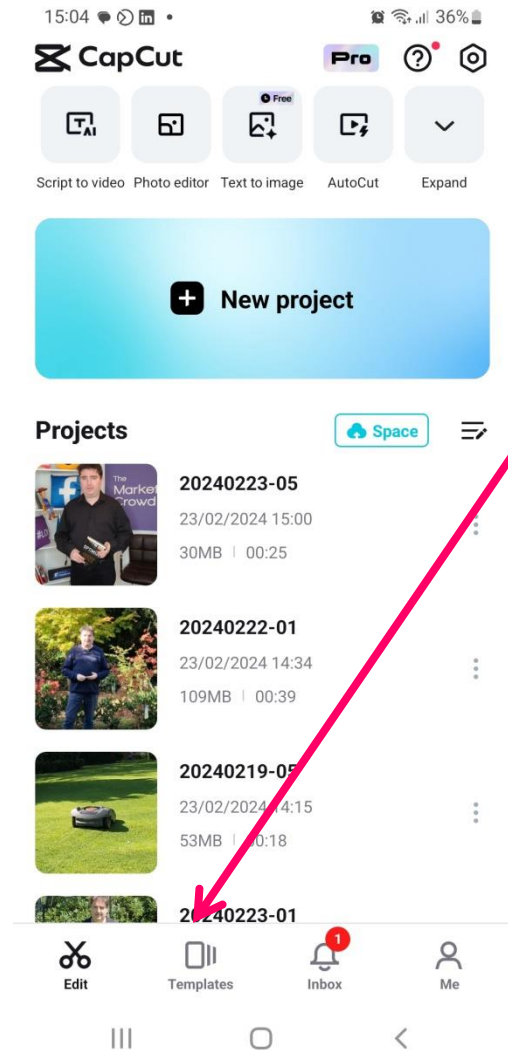 15:04
36%
CapCut
Pro
Free
Script to video
Photo editor
Text to image
AutoCut
Expand
New project
Projects
Space
The
Market
Crowd
20240223-05
23/02/2024 15:00
30MB | 00:25
20240222-01
23/02/2024 14:34
109MB | 00:39
20240219-05
23/02/2024 14:15
53MB | 00:18
20240223-01
1
Edit
Templates
Inbox
Me